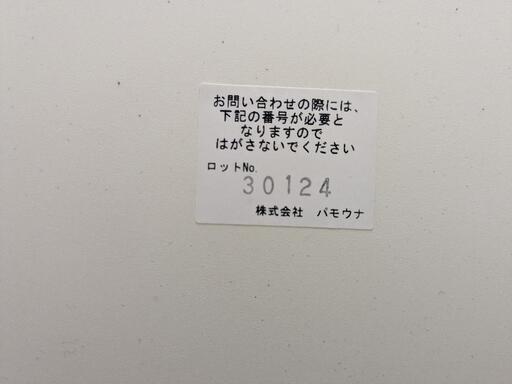 お問い合わせの際には、
下記の番号が必要と
なりますので
はがさないでください
ロットNo.
30124
株式会社　パモウナ